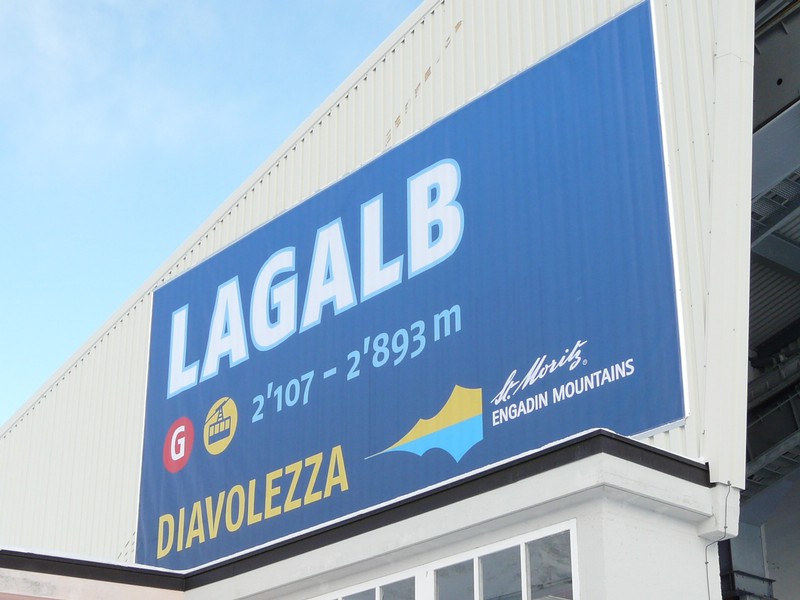 LAGALB
2'107 - 2'893 m
G
DIAVOLEZZA
St. Moritz®
ENGADIN MOUNTAINS